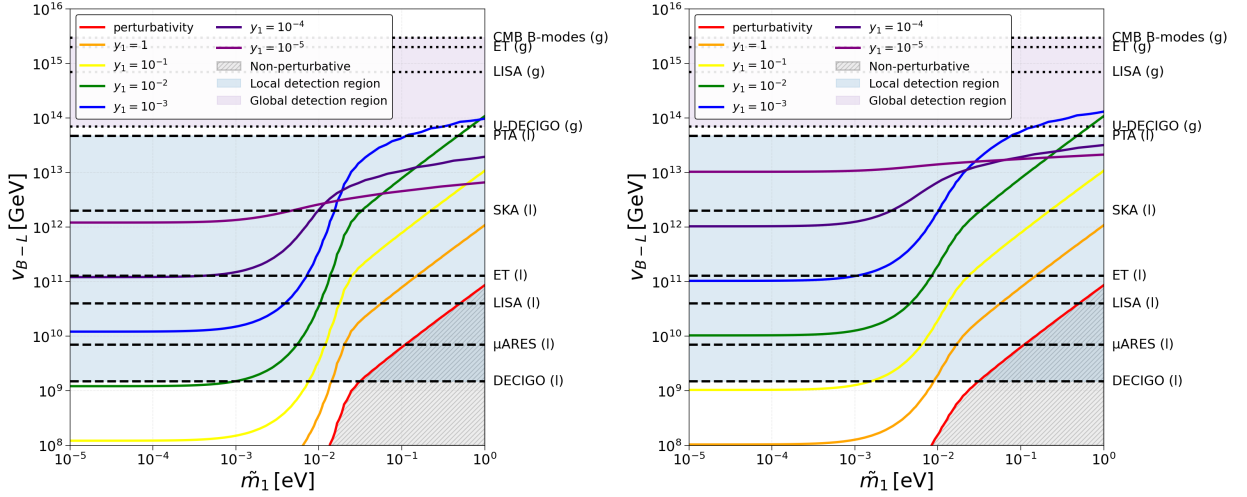 10^16
10^15
10^14
10^13
10^12
10^11
10^10
10^9
10^8
v_{B−L} [GeV]
perturbativity
y_1 = 1
y_1 = 10^{-1}
y_1 = 10^{-2}
y_1 = 10^{-3}
y_1 = 10^{-4}
y_1 = 10^{-5}
Non-perturbative
Local detection region
Global detection region
CMB B-modes (g)
ET (g)
LISA (g)
U-DECIGO (g)
PTA (l)
SKA (l)
ET (l)
LISA (l)
μARES (l)
DECIGO (l)
10^{-5} 10^{-4} 10^{-3} 10^{-2} 10^{-1} 10^0
m̃_1 [eV]
10^16
10^15
10^14
10^13
10^12
10^11
10^10
10^9
10^8
v_{B−L} [GeV]
perturbativity
y_1 = 1
y_1 = 10^{-1}
y_1 = 10^{-2}
y_1 = 10^{-3}
y_1 = 10^{-4}
y_1 = 10^{-5}
Non-perturbative
Local detection region
Global detection region
CMB B-modes (g)
ET (g)
LISA (g)
U-DECIGO (g)
PTA (l)
SKA (l)
ET (l)
LISA (l)
μARES (l)
DECIGO (l)
10^{-5} 10^{-4} 10^{-3} 10^{-2} 10^{-1} 10^0
m̃_1 [eV]